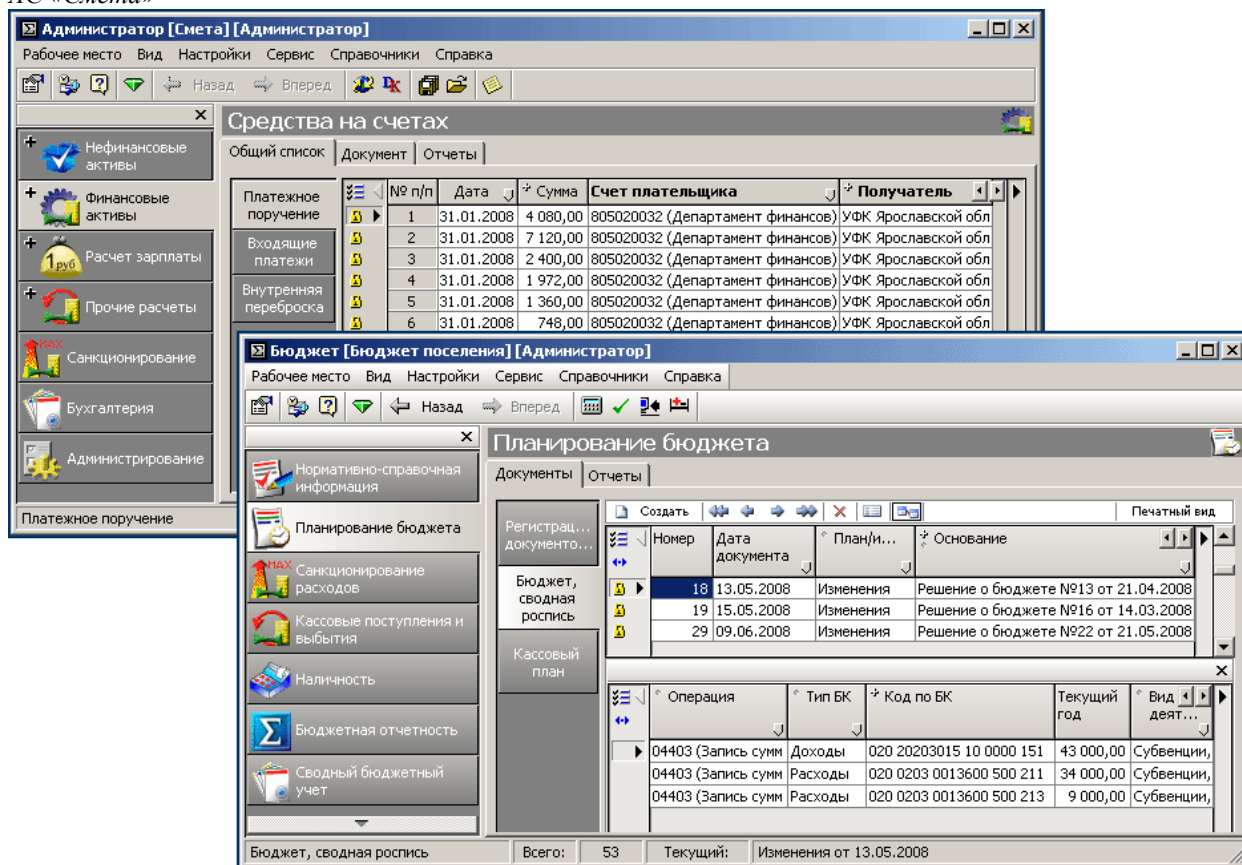 АС «Смета»
Администратор [Смета] [Администратор]
Рабочее место Вид Настройки Сервис Справочники Справка
Назад Вперед
Средства на счетах
Общий список Документ Отчеты
Нефинансовые
активы
Финансовые
активы
Расчет зарплаты
Прочие расчеты
Санкционирование
Бухгалтерия
Администрирование
Платежное
поручение
Входящие
платежи
Внутренняя
переброска
№ п/п Дата Сумма Счет плательщика Получатель
1 31.01.2008 4 080,00 805020032 (Департамент финансов) УФК Ярославской обл
2 31.01.2008 7 120,00 805020032 (Департамент финансов) УФК Ярославской обл
3 31.01.2008 2 400,00 805020032 (Департамент финансов) УФК Ярославской обл
4 31.01.2008 1 972,00 805020032 (Департамент финансов) УФК Ярославской обл
5 31.01.2008 1 360,00 805020032 (Департамент финансов) УФК Ярославской обл
6 31.01.2008 748,00 805020032 (Департамент финансов) УФК Ярославской обл
Платежное поручение
Бюджет [Бюджет поселения] [Администратор]
Рабочее место Вид Настройки Сервис Справочники Справка
Назад Вперед
Планирование бюджета
Документы Отчеты
Нормативно-справочная
информация
Планирование бюджета
Санкционирование
расходов
Кассовые поступления и
выбытия
Наличность
Бюджетная отчетность
Сводный бюджетный
учет
Регистрац...
документо...
Бюджет,
сводная
роспись
Кассовый
план
Создать Печатный вид
Номер Дата
документа План/и... Основание
18 13.05.2008 Изменения Решение о бюджете №13 от 21.04.2008
19 15.05.2008 Изменения Решение о бюджете №16 от 14.03.2008
29 09.06.2008 Изменения Решение о бюджете №22 от 21.05.2008
Операция Тип БК Код по БК Текущий
год Вид
деят...
04403 (Запись сумм Доходы 020 20203015 10 0000 151 43 000,00 Субвенции,
04403 (Запись сумм Расходы 020 0203 0013600 500 211 34 000,00 Субвенции,
04403 (Запись сумм Расходы 020 0203 0013600 500 213 9 000,00 Субвенции,
Бюджет, сводная роспись Всего: 53 Текущий: Изменения от 13.05.2008